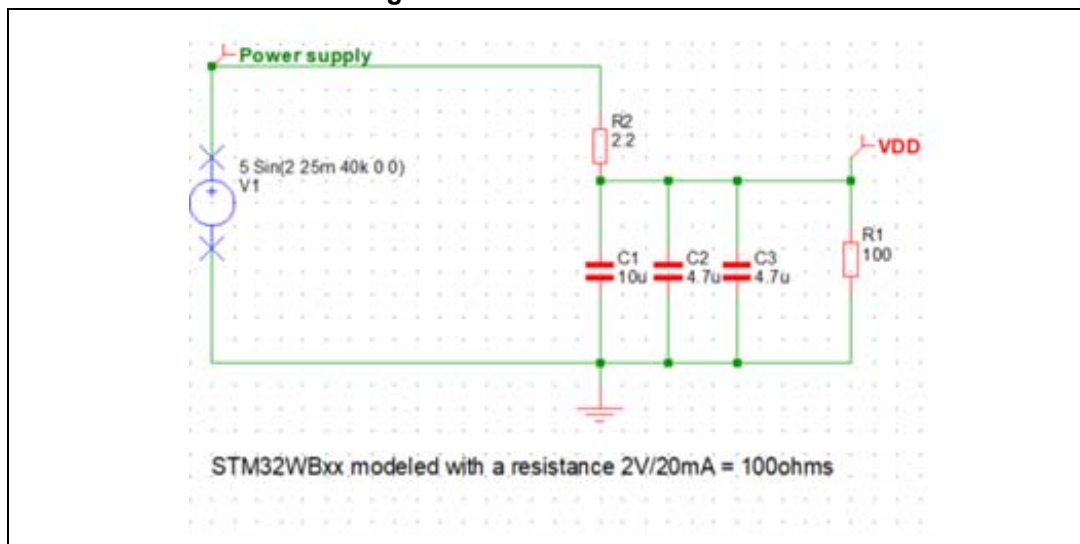 Power supply
R2
2.2
VDD
5 Sin(2 25m 40k 0 0)
V1
R1
100
C1
10u
C2
4.7u
C3
4.7u
STM32WBxx modeled with a resistance 2V/20mA = 100ohms